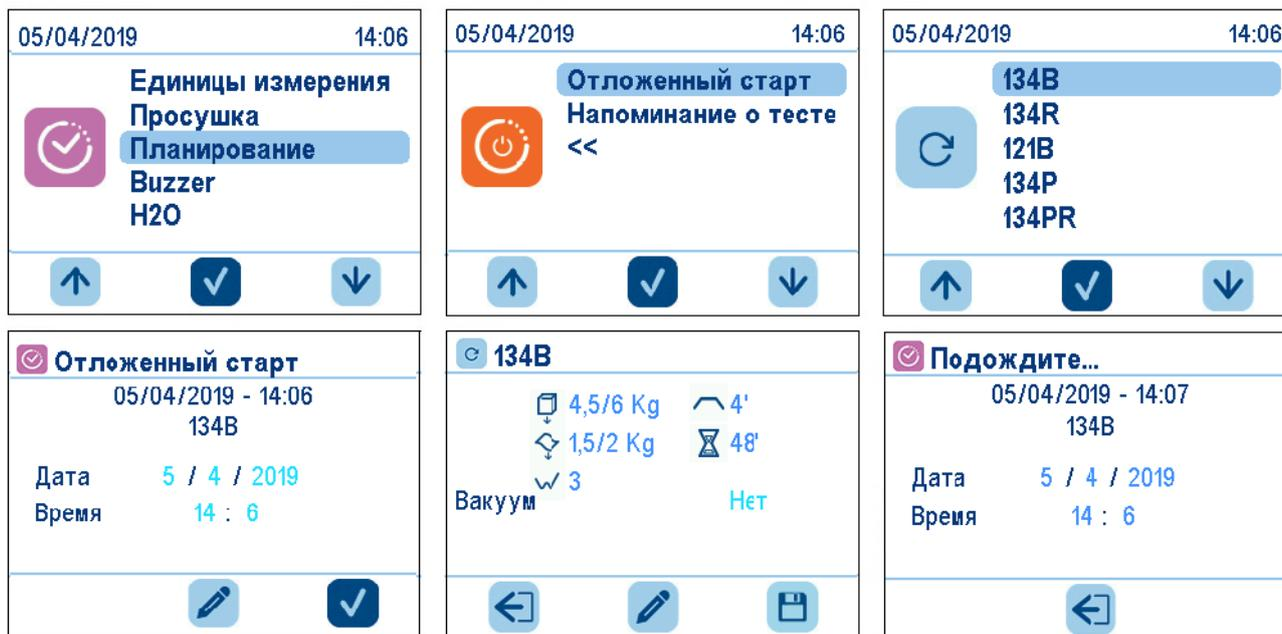 05/04/2019 14:06
Единицы измерения
Просушка
Планирование
Buzzer
H2O
05/04/2019 14:06
Отложенный старт
Напоминание о тесте
<<
05/04/2019 14:06
134B
134R
121B
134P
134PR
Отложенный старт
05/04/2019 - 14:06
134B
Дата 5 / 4 / 2019
Время 14 : 6
134B
4,5/6 Kg 4'
1,5/2 Kg 48'
3
Вакуум Нет
Подождите...
05/04/2019 - 14:07
134B
Дата 5 / 4 / 2019
Время 14 : 6